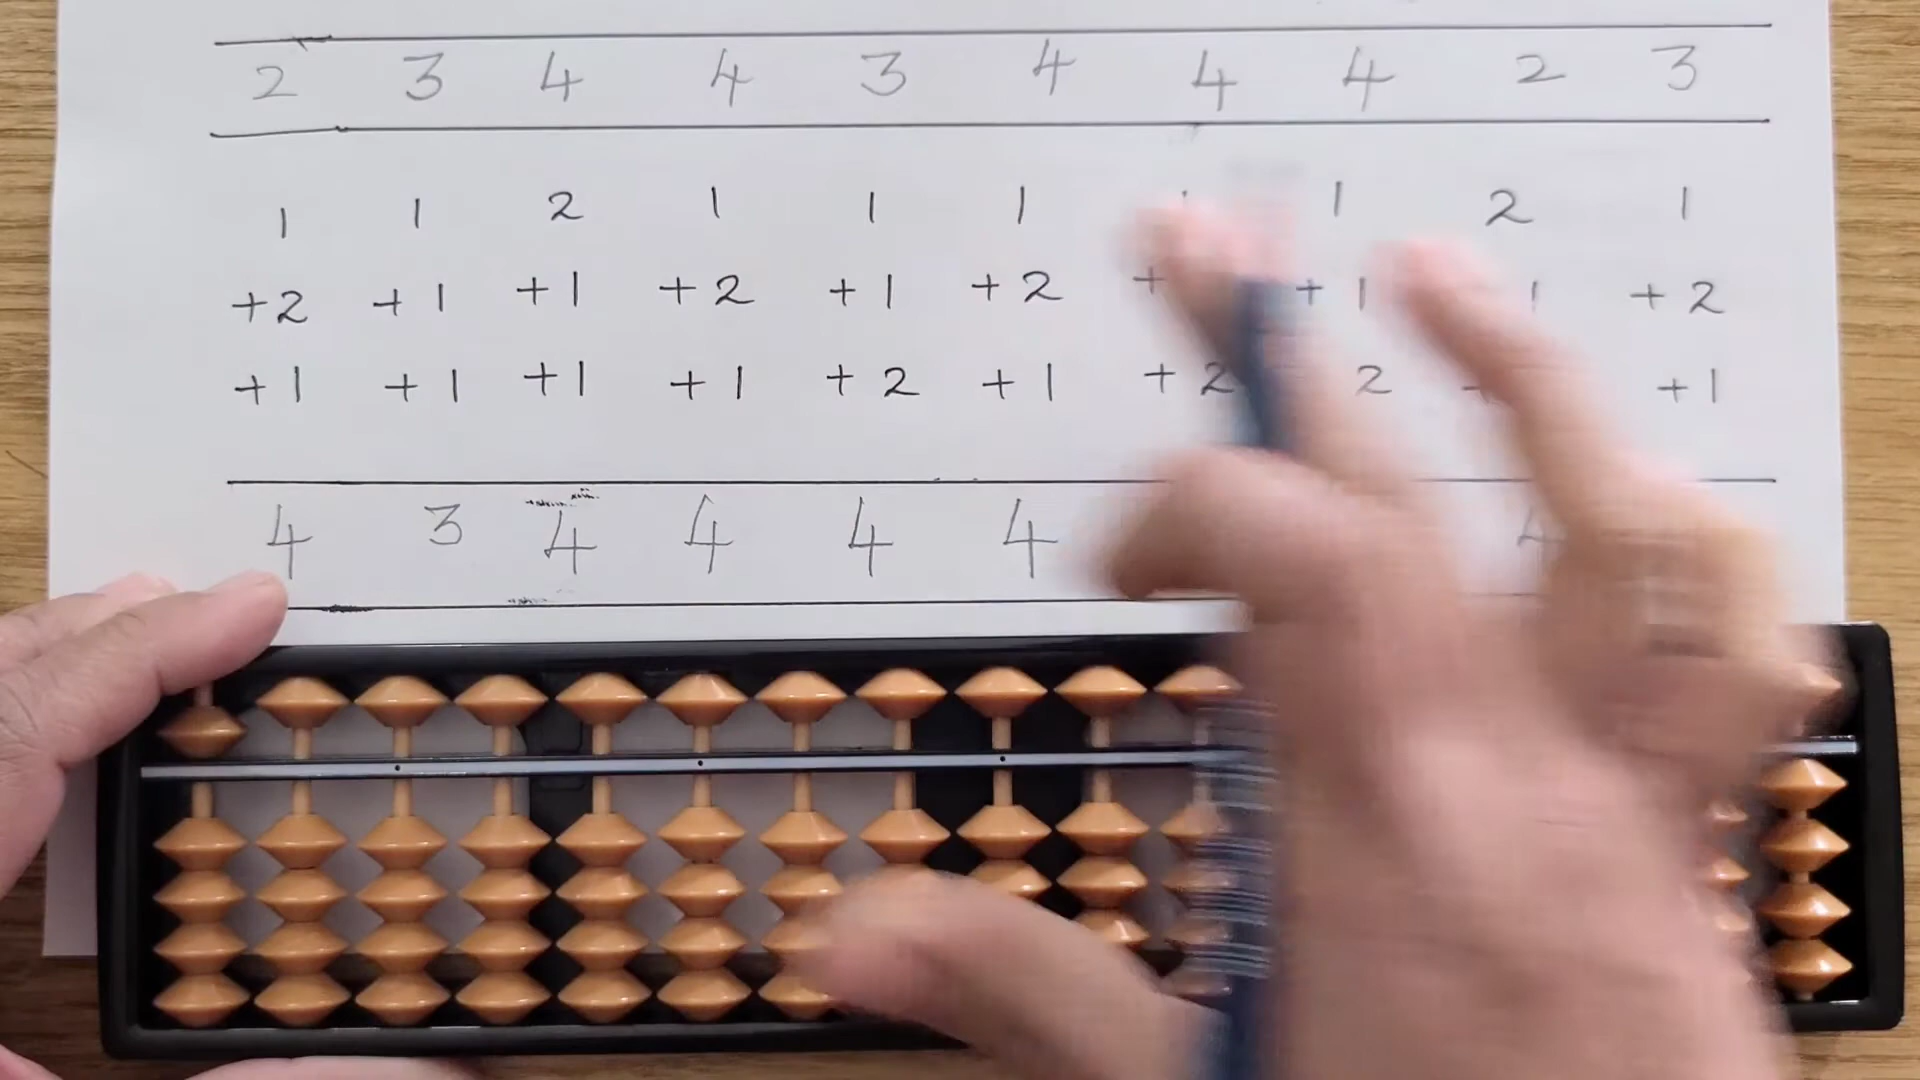 2 3 4 4 3 4 4 4 2 3
1 1 2 1 1 1 1 2 1
+2 +1 +1 +2 +1 +2 + +1 1 +2
+1 +1 +1 +1 +2 +1 +2 2 +1
4 3 4 4 4 4 4